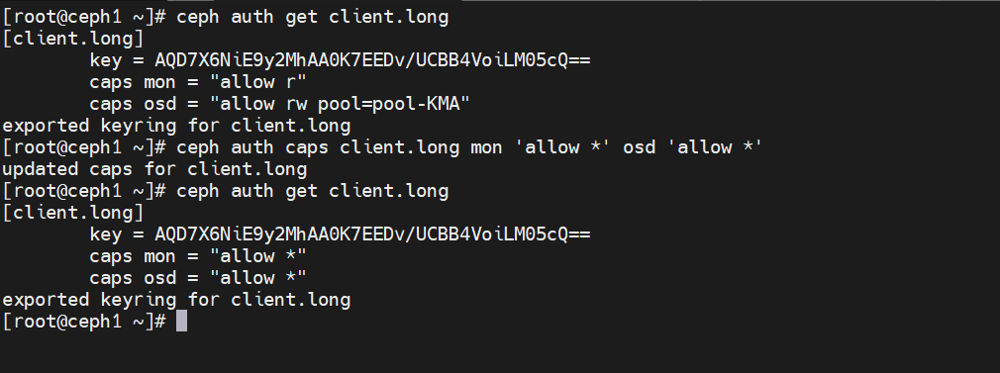 [root@ceph1 ~]# ceph auth get client.long
[client.long]
        key = AQD7X6NiE9y2MhAA0K7EEDv/UCBB4VoiLM05cQ==
        caps mon = "allow r"
        caps osd = "allow rw pool=pool-KMA"
exported keyring for client.long
[root@ceph1 ~]# ceph auth caps client.long mon 'allow *' osd 'allow *'
updated caps for client.long
[root@ceph1 ~]# ceph auth get client.long
[client.long]
        key = AQD7X6NiE9y2MhAA0K7EEDv/UCBB4VoiLM05cQ==
        caps mon = "allow *"
        caps osd = "allow *"
exported keyring for client.long
[root@ceph1 ~]#